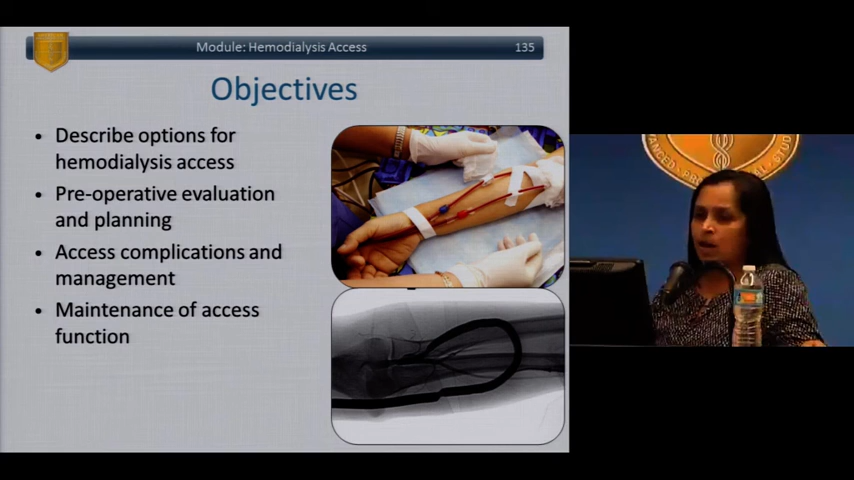 Module: Hemodialysis Access 135
Objectives
• Describe options for
hemodialysis access
• Pre-operative evaluation
and planning
• Access complications and
management
• Maintenance of access
function